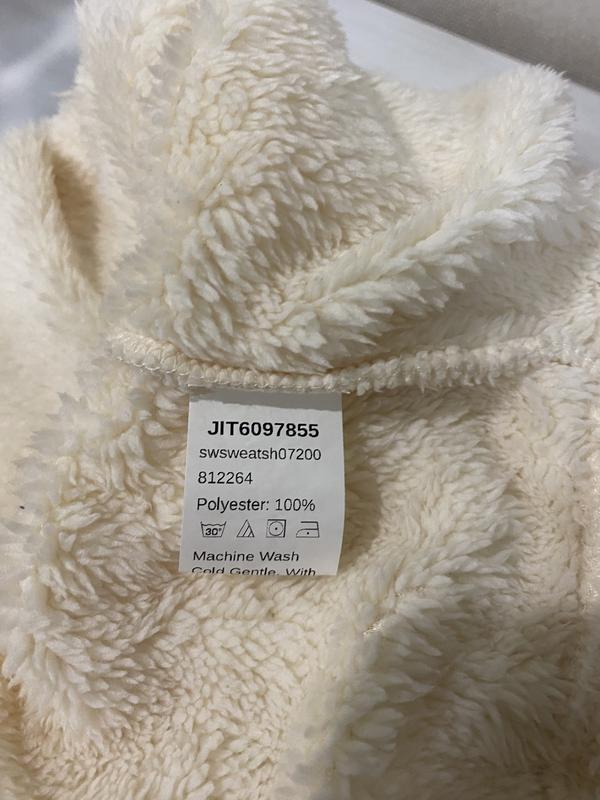 JIT6097855
swsweatsh07200
812264
Polyester: 100%
30°
Machine Wash
Cold Gentle, With